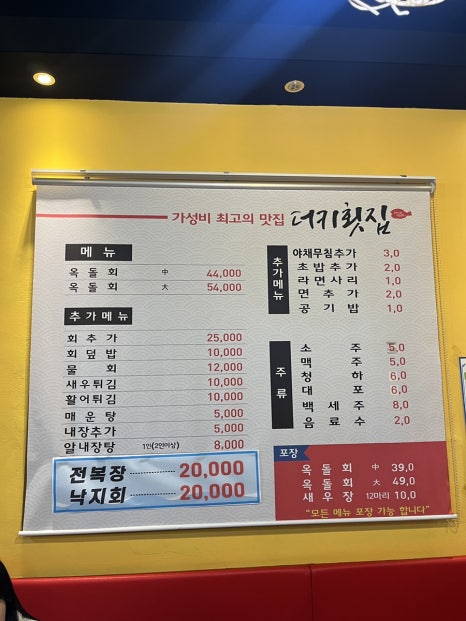 가성비 최고의 맛집 더키횟집
메뉴
옥돌회 中 44,000
옥돌회 大 54,000
추가메뉴
회추가 25,000
회덮밥 10,000
물회 12,000
새우튀김 10,000
활어튀김 10,000
매운탕 5,000
내장추가 5,000
알내장탕 1인(2인이상) 8,000
전복장 20,000
낙지회 20,000
추가메뉴
야채무침추가 3,0
초밥추가 2,0
라면사리 1,0
면추가 2,0
공기밥 1,0
주류
소주 5,0
맥주 5,0
청하 6,0
대포 6,0
백세주 8,0
음료수 2,0
포장
옥돌회 中 39,0
옥돌회 大 49,0
새우장 12마리 10,0
"모든 메뉴 포장 가능 합니다"